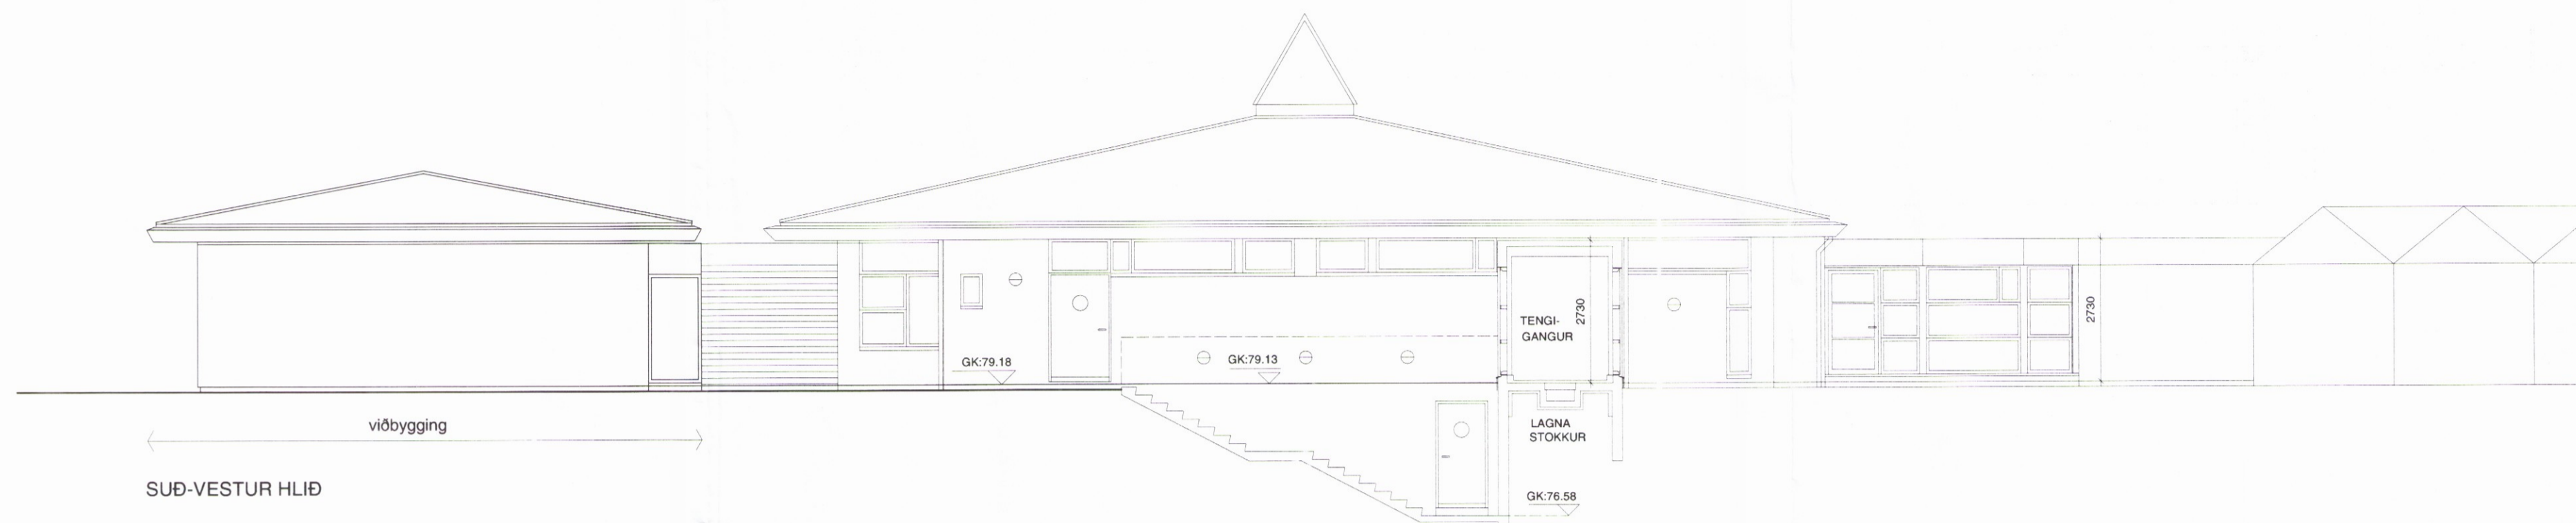 TENGI-
GANGUR
2730
2730
GK:79.18
GK:79.13
viðbygging
LAGNA
STOKKUR
SUÐ-VESTUR HLIÐ
GK:76.58